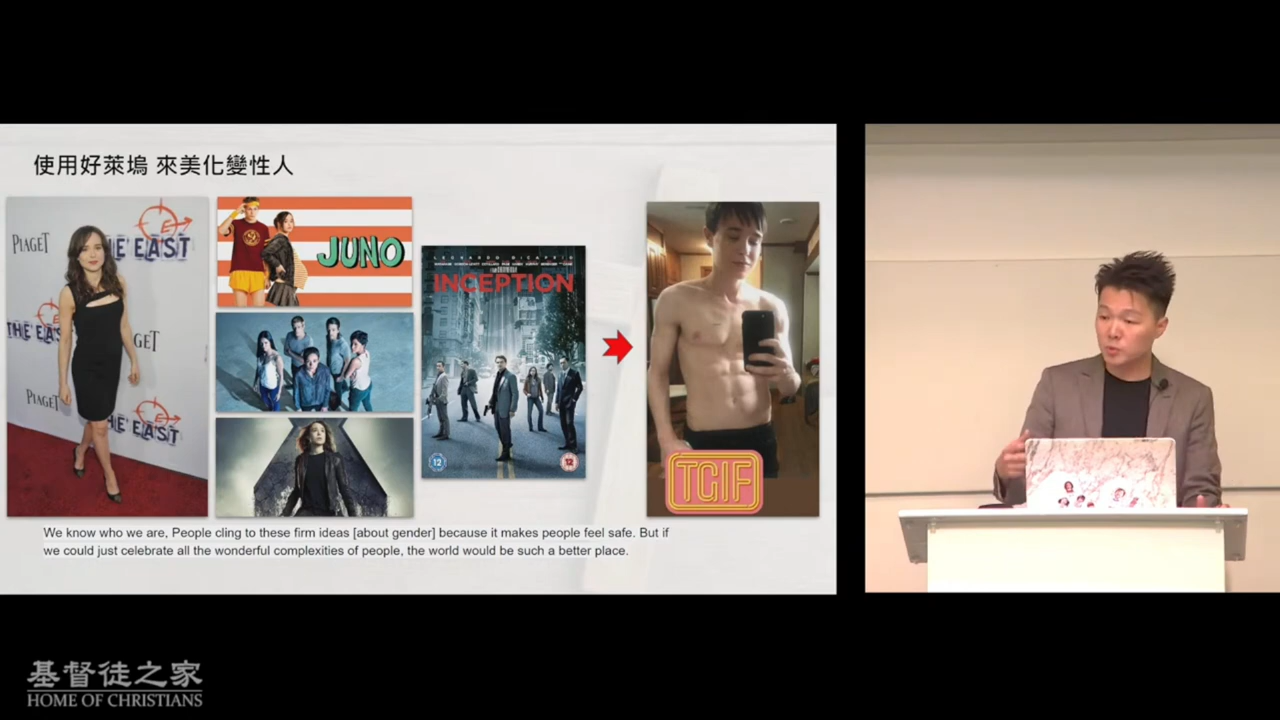 使用好萊塢 來美化變性人
PIAGET
THE EAST
THE EAS
GET
PIAGET
THE EAST
PIAGET
JUNO
LEONARDO DICAPRIO
INCEPTION
12
12
TGIF
We know who we are, People cling to these firm ideas [about gender] because it makes people feel safe. But if
we could just celebrate all the wonderful complexities of people, the world would be such a better place.
基督徒之家
HOME OF CHRISTIANS